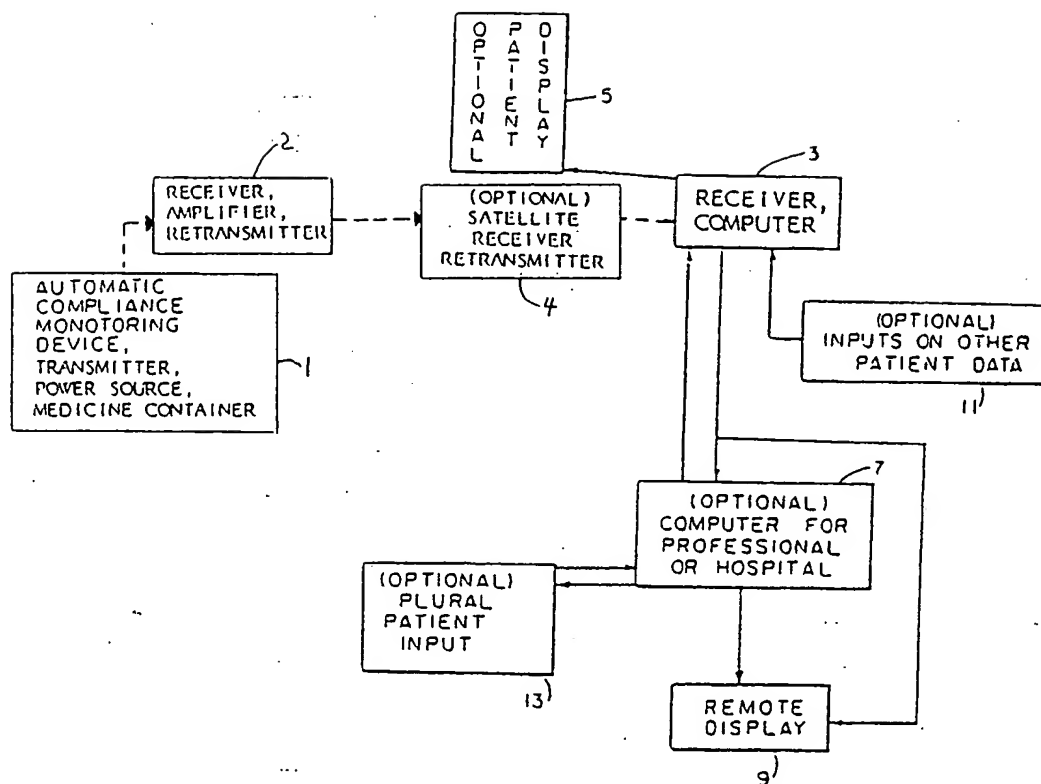 OPTIONAL
PATIENT
DISPLAY
5
2
RECEIVER,
AMPLIFIER,
RETRANSMITTER
(OPTIONAL)
SATELLITE
RECEIVER
RETRANSMITTER
4
3
RECEIVER,
COMPUTER
AUTOMATIC
COMPLIANCE
MONOTORING
DEVICE,
TRANSMITTER,
POWER SOURCE,
MEDICINE CONTAINER
1
(OPTIONAL)
INPUTS ON OTHER
PATIENT DATA
11
7
(OPTIONAL)
COMPUTER FOR
PROFESSIONAL
OR HOSPITAL
(OPTIONAL)
PLURAL
PATIENT
INPUT
13
REMOTE
DISPLAY
9